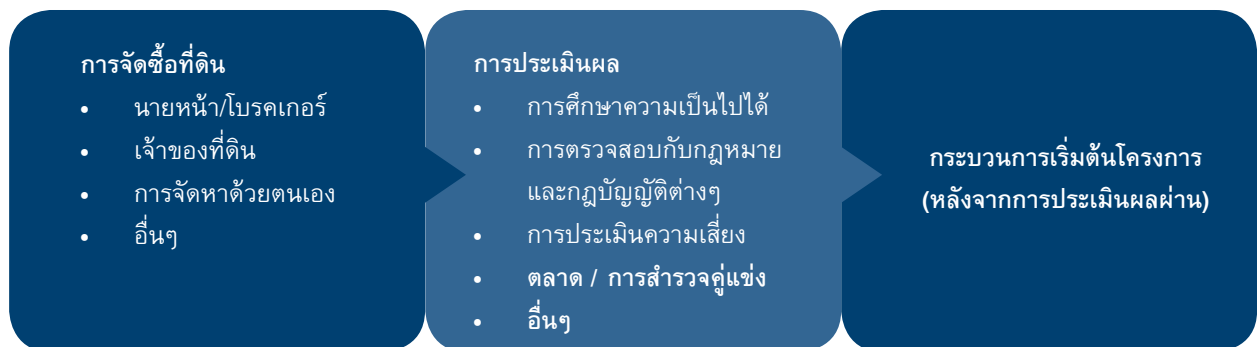 การจัดซื้อที่ดิน
• นายหน้า/โบรคเกอร์
• เจ้าของที่ดิน
• การจัดหาด้วยตนเอง
• อื่นๆ
การประเมินผล
• การศึกษาความเป็นไปได้
• การตรวจสอบกับกฎหมาย
และกฎบัญญัติต่างๆ
• การประเมินความเสี่ยง
• ตลาด / การสำรวจคู่แข่ง
• อื่นๆ
กระบวนการเริ่มต้นโครงการ
(หลังจากการประเมินผลผ่าน)